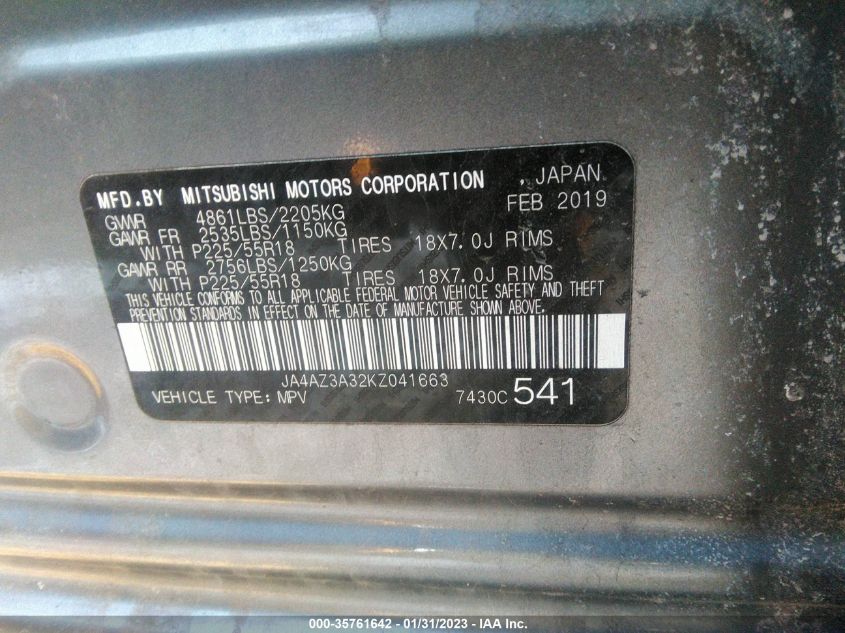 MFD.BY MITSUBISHI MOTORS CORPORATION , JAPAN
GVWR 4861LBS/2205KG FEB 2019
GAWR FR 2535LBS/1150KG
WITH P225/55R18 TIRES 18X7.0J RIMS
GAWR RR 2756LBS/1250KG
WITH P225/55R18 TIRES 18X7.0J RIMS
THIS VEHICLE CONFORMS TO ALL APPLICABLE FEDERAL MOTOR VEHICLE SAFETY AND THEFT
PREVENTION STANDARDS IN EFFECT ON THE DATE OF MANUFACTURE SHOWN ABOVE.
JA4AZ3A32KZ041663
VEHICLE TYPE: MPV 7430C 541
000-35761642 - 01/31/2023 - IAA Inc.